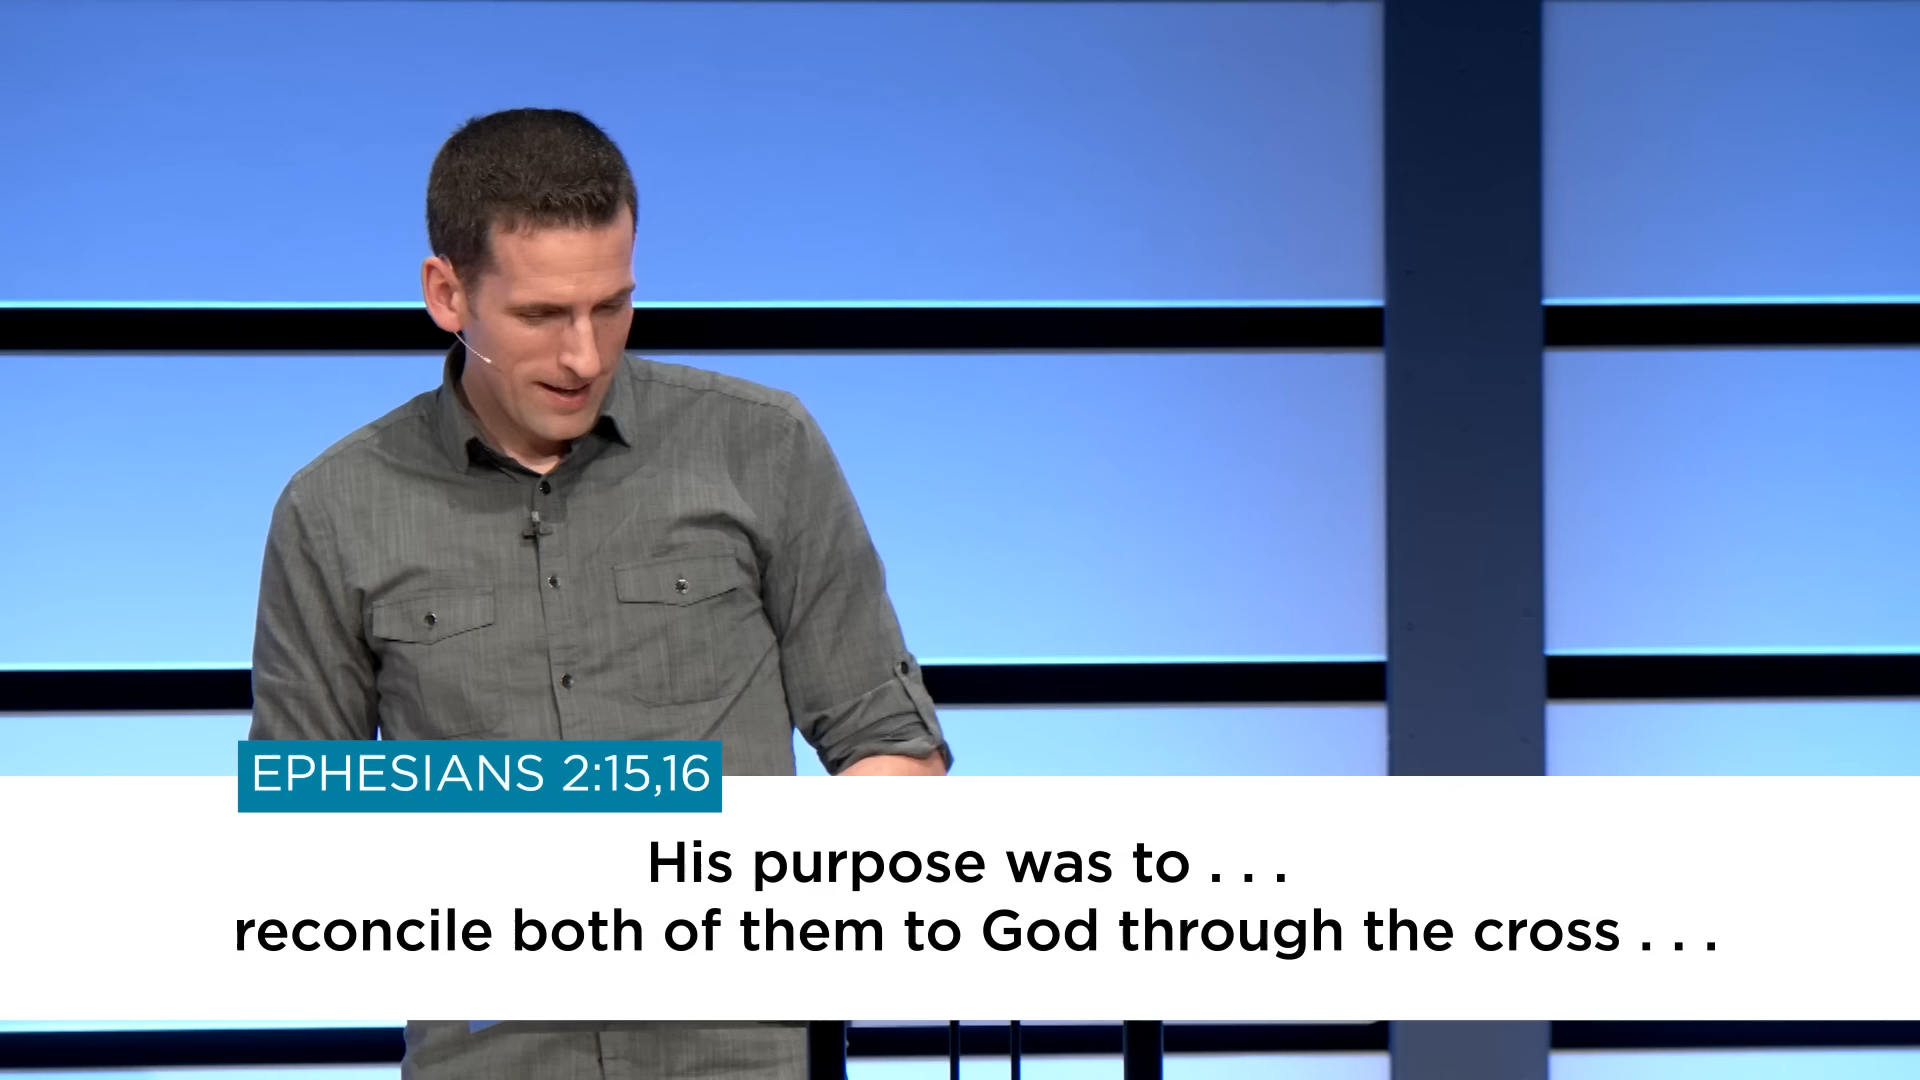 EPHESIANS 2:15,16
His purpose was to . . .
reconcile both of them to God through the cross . . .